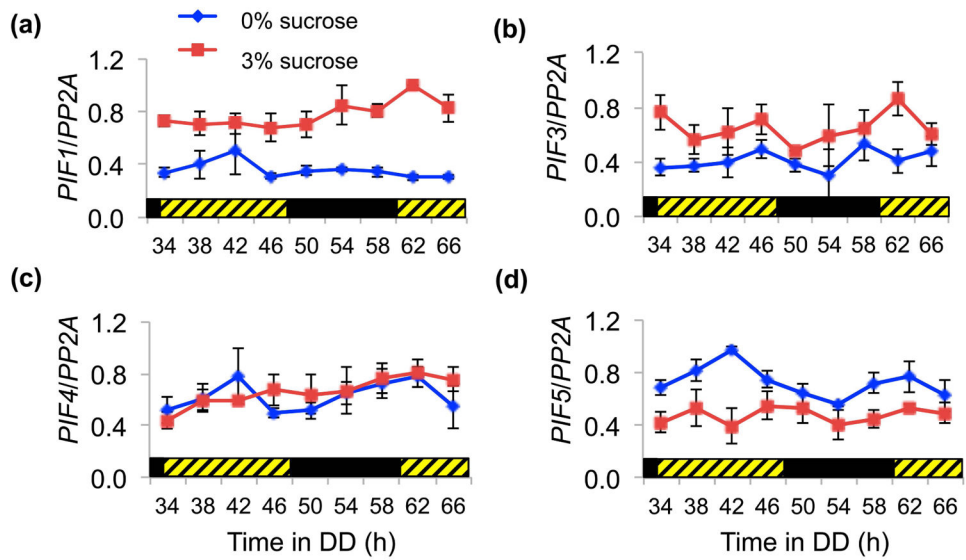 (a)
0% sucrose
3% sucrose
PIF1/PP2A
1.2
0.8
0.4
0.0
34 38 42 46 50 54 58 62 66
(b)
PIF3/PP2A
1.2
0.8
0.4
0.0
34 38 42 46 50 54 58 62 66
(c)
PIF4/PP2A
1.2
0.8
0.4
0.0
34 38 42 46 50 54 58 62 66
Time in DD (h)
(d)
PIF5/PP2A
1.2
0.8
0.4
0.0
34 38 42 46 50 54 58 62 66
Time in DD (h)